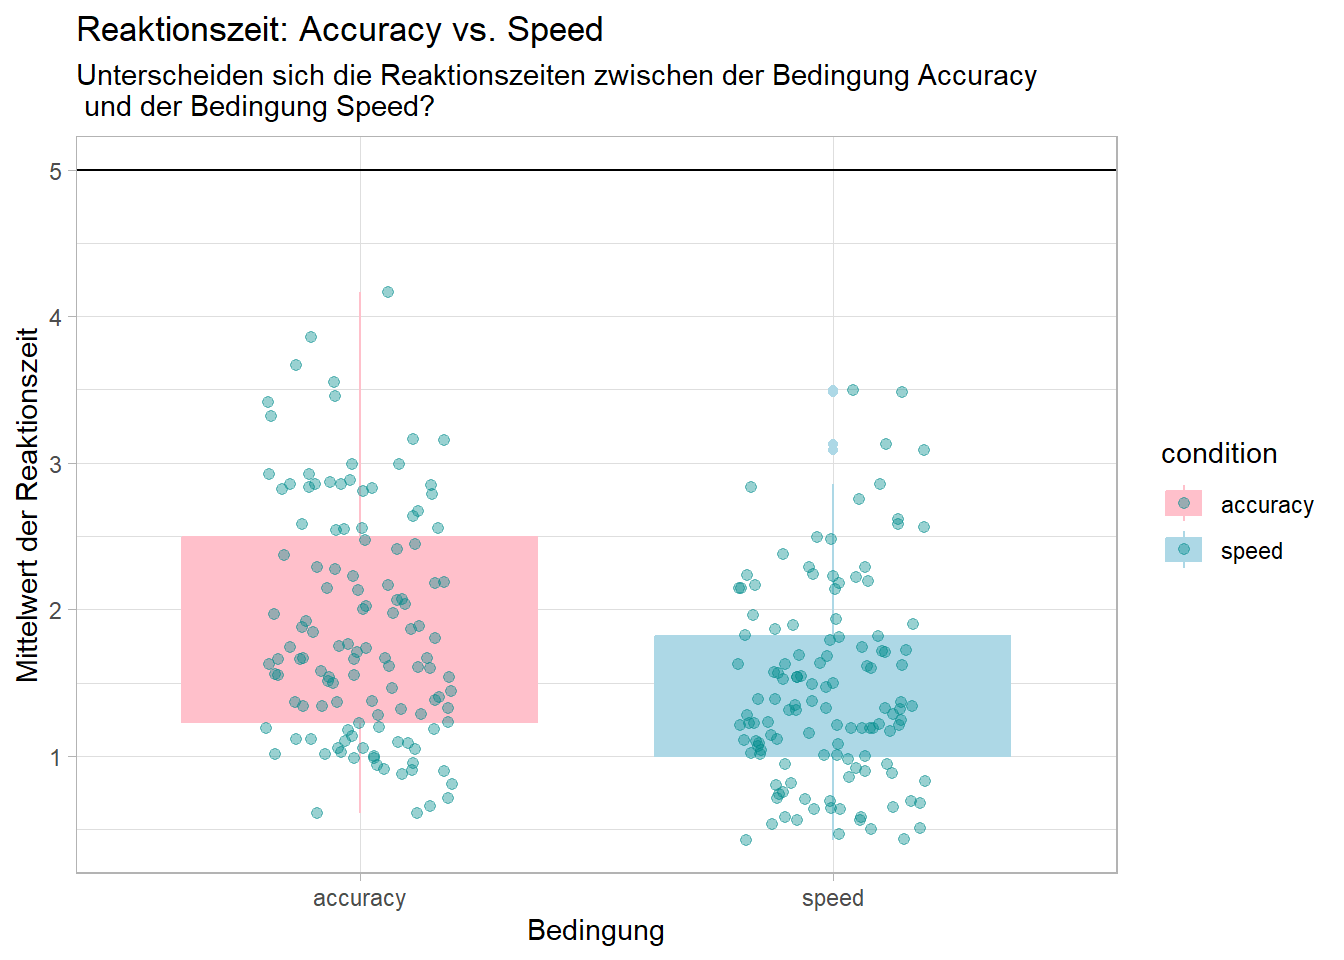 Reaktionszeit: Accuracy vs. Speed
Unterscheiden sich die Reaktionszeiten zwischen der Bedingung Accuracy
und der Bedingung Speed?
5
4
3
2
1
Mittelwert der Reaktionszeit
accuracy
speed
Bedingung
condition
accuracy
speed